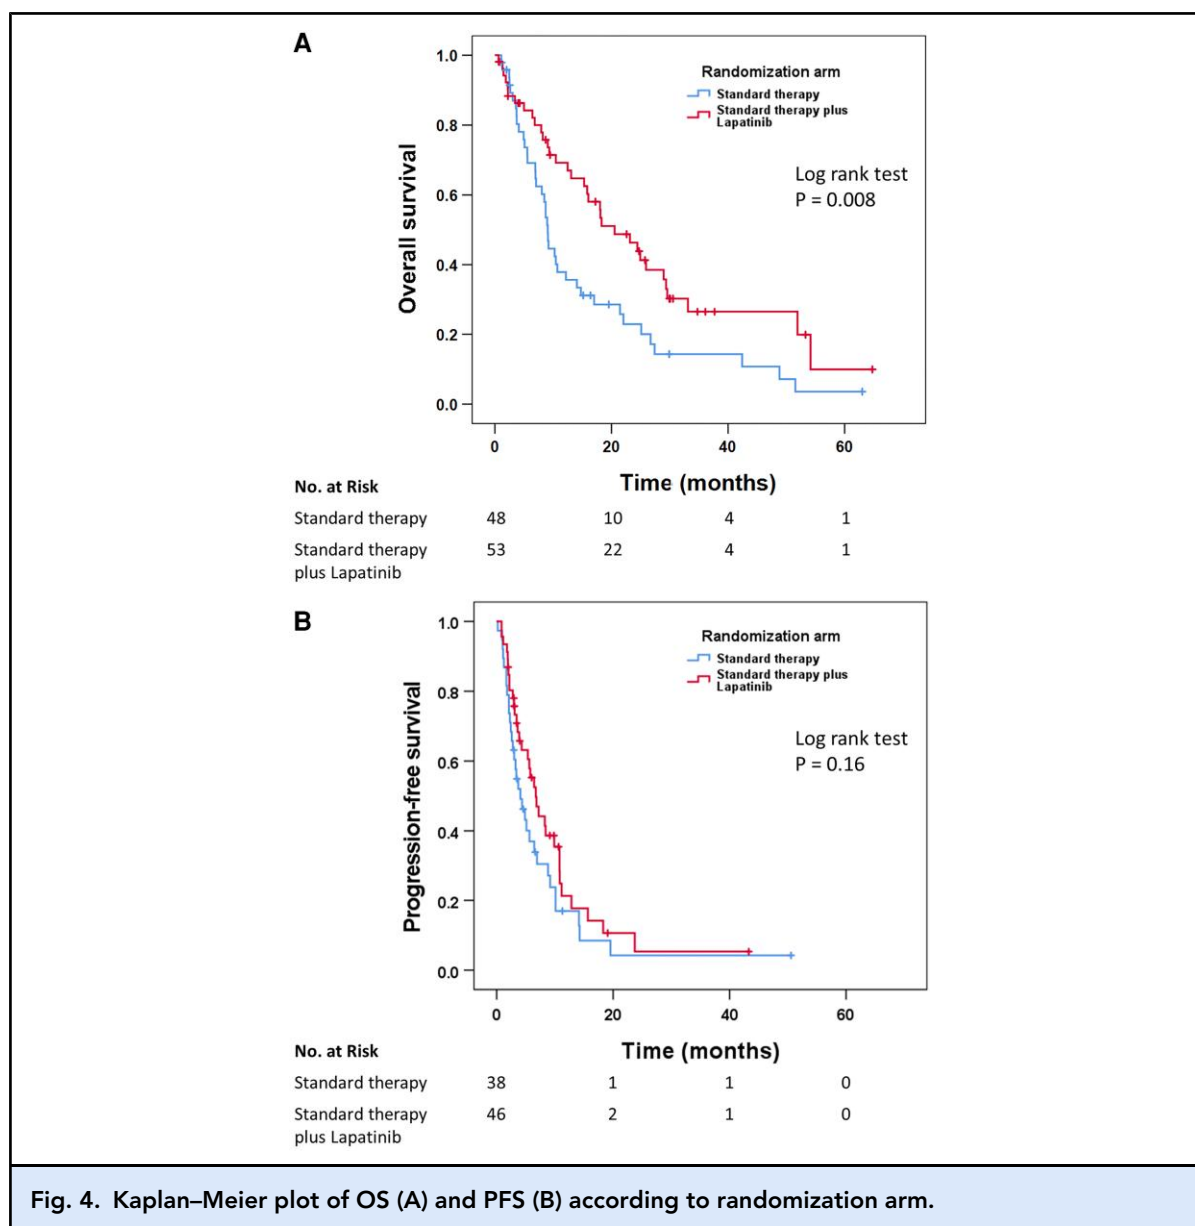 A
1.0
0.8
0.6
0.4
0.2
0.0
Overall survival
Randomization arm
Standard therapy
Standard therapy plus
Lapatinib
Log rank test
P = 0.008
0 20 40 60
Time (months)
No. at Risk
Standard therapy 48 10 4 1
Standard therapy 53 22 4 1
plus Lapatinib
B
1.0
0.8
0.6
0.4
0.2
0.0
Progression-free survival
Randomization arm
Standard therapy
Standard therapy plus
Lapatinib
Log rank test
P = 0.16
0 20 40 60
Time (months)
No. at Risk
Standard therapy 38 1 1 0
Standard therapy 46 2 1 0
plus Lapatinib
Fig. 4. Kaplan–Meier plot of OS (A) and PFS (B) according to randomization arm.